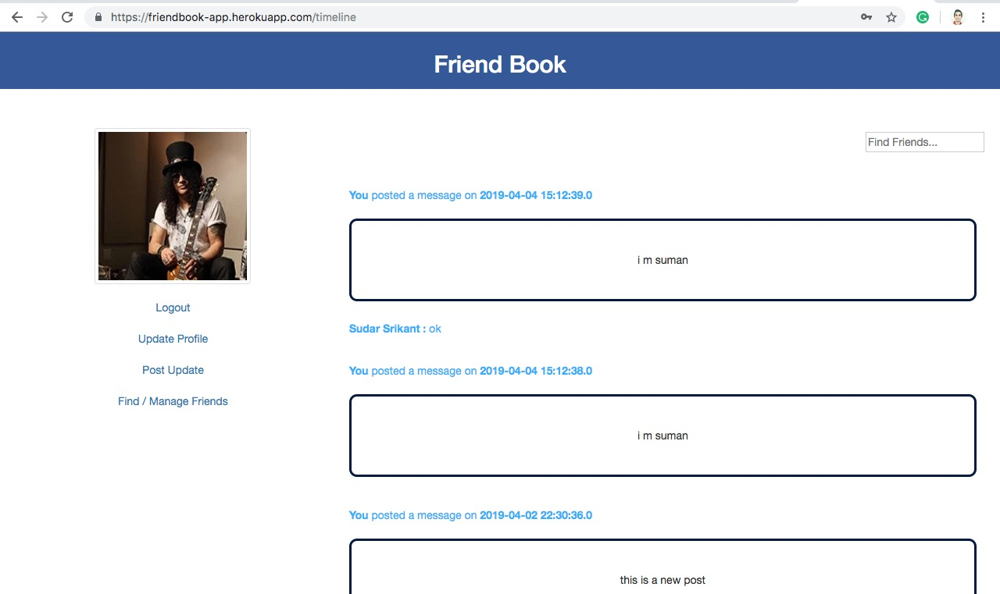 https://friendbook-app.herokuapp.com/timeline
Friend Book
Find Friends...
Logout
Update Profile
Post Update
Find / Manage Friends
You posted a message on 2019-04-04 15:12:39.0
i m suman
Sudar Srikant : ok
You posted a message on 2019-04-04 15:12:38.0
i m suman
You posted a message on 2019-04-02 22:30:36.0
this is a new post